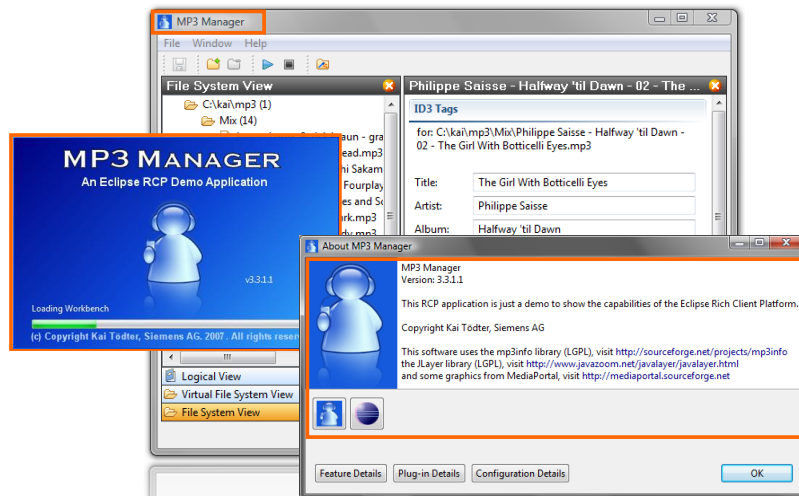 MP3 Manager
File Window Help
File System View
C:\kai\mp3 (1)
Mix (14)
Philippe Saisse - Halfway 'til Dawn - 02 - The ...
ID3 Tags
for: C:\kai\mp3\Mix\Philippe Saisse - Halfway 'til Dawn -
02 - The Girl With Botticelli Eyes.mp3
Title: The Girl With Botticelli Eyes
Artist: Philippe Saisse
Album: Halfway 'til Dawn
MP3 MANAGER
An Eclipse RCP Demo Application
v3.3.1.1
Loading Workbench
(c) Copyright Kai Tödter, Siemens AG. 2007. All rights
Logical View
Virtual File System View
File System View
About MP3 Manager
MP3 Manager
Version: 3.3.1.1
This RCP application is just a demo to show the capabilities of the Eclipse Rich Client Platform.
Copyright Kai Tödter, Siemens AG
This software uses the mp3info library (LGPL), visit http://sourceforge.net/projects/mp3info
the JLayer library (LGPL), visit http://www.javazoom.net/javalayer/javalayer.html
and some graphics from MediaPortal, visit http://mediaportal.sourceforge.net
Feature Details Plug-in Details Configuration Details OK